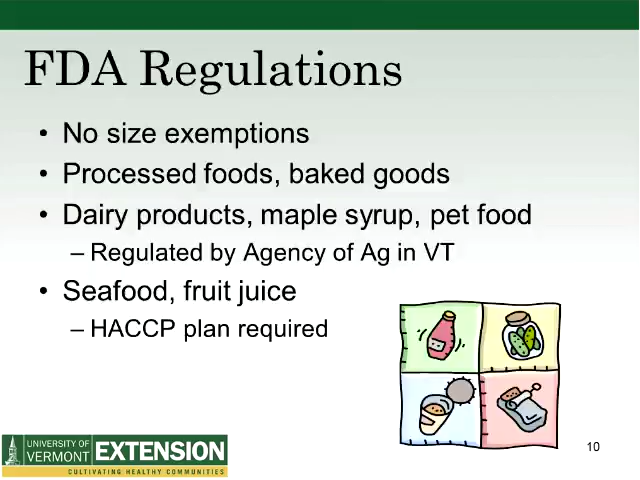 FDA Regulations
• No size exemptions
• Processed foods, baked goods
• Dairy products, maple syrup, pet food
– Regulated by Agency of Ag in VT
• Seafood, fruit juice
– HACCP plan required
UNIVERSITY OF
VERMONT
EXTENSION
CULTIVATING HEALTHY COMMUNITIES
10